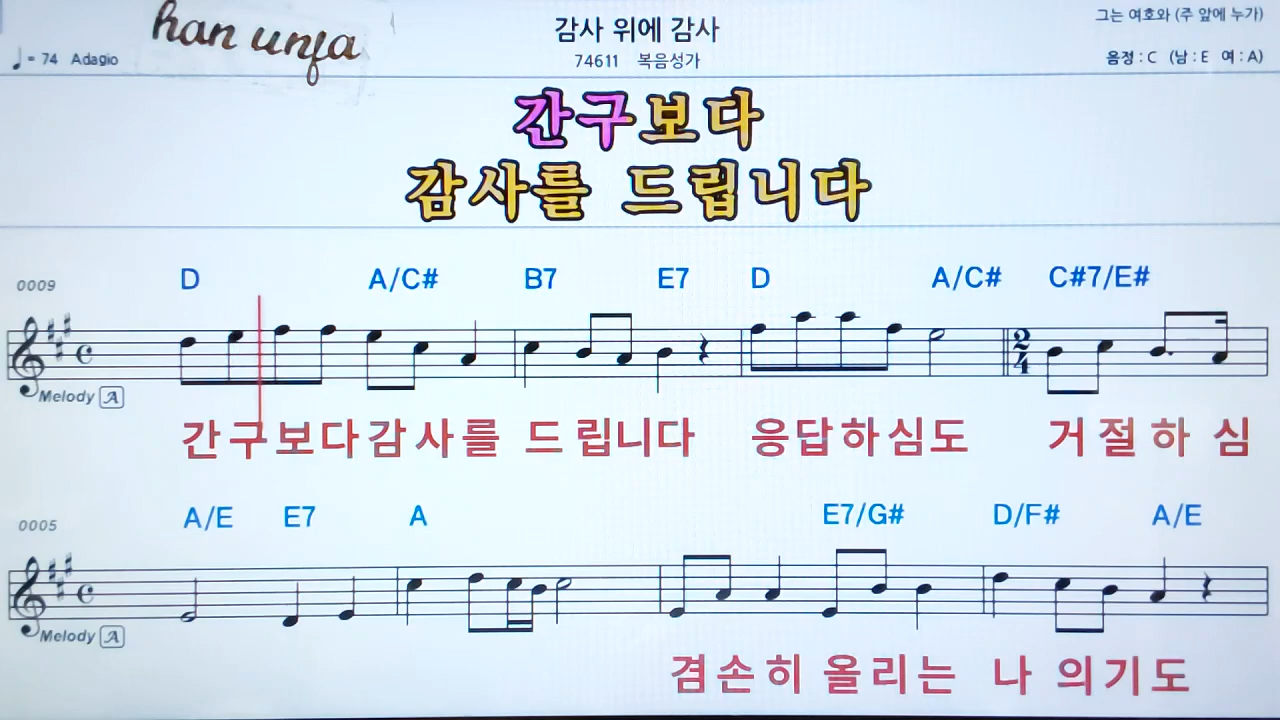 han unja
감사 위에 감사
그는 여호와 (주 앞에 누가)
♩= 74 Adagio
74611 복음성가
음정 : C (남 : E 여 : A)
간구보다
감사를 드립니다
0009
D A/C# B7 E7 D A/C# C#7/E#
2
4
Melody A
간구보다감사를 드립니다 응답하심도 거절하심
0005
A/E E7 A E7/G# D/F# A/E
Melody A
겸손히 올리는 나 의기도